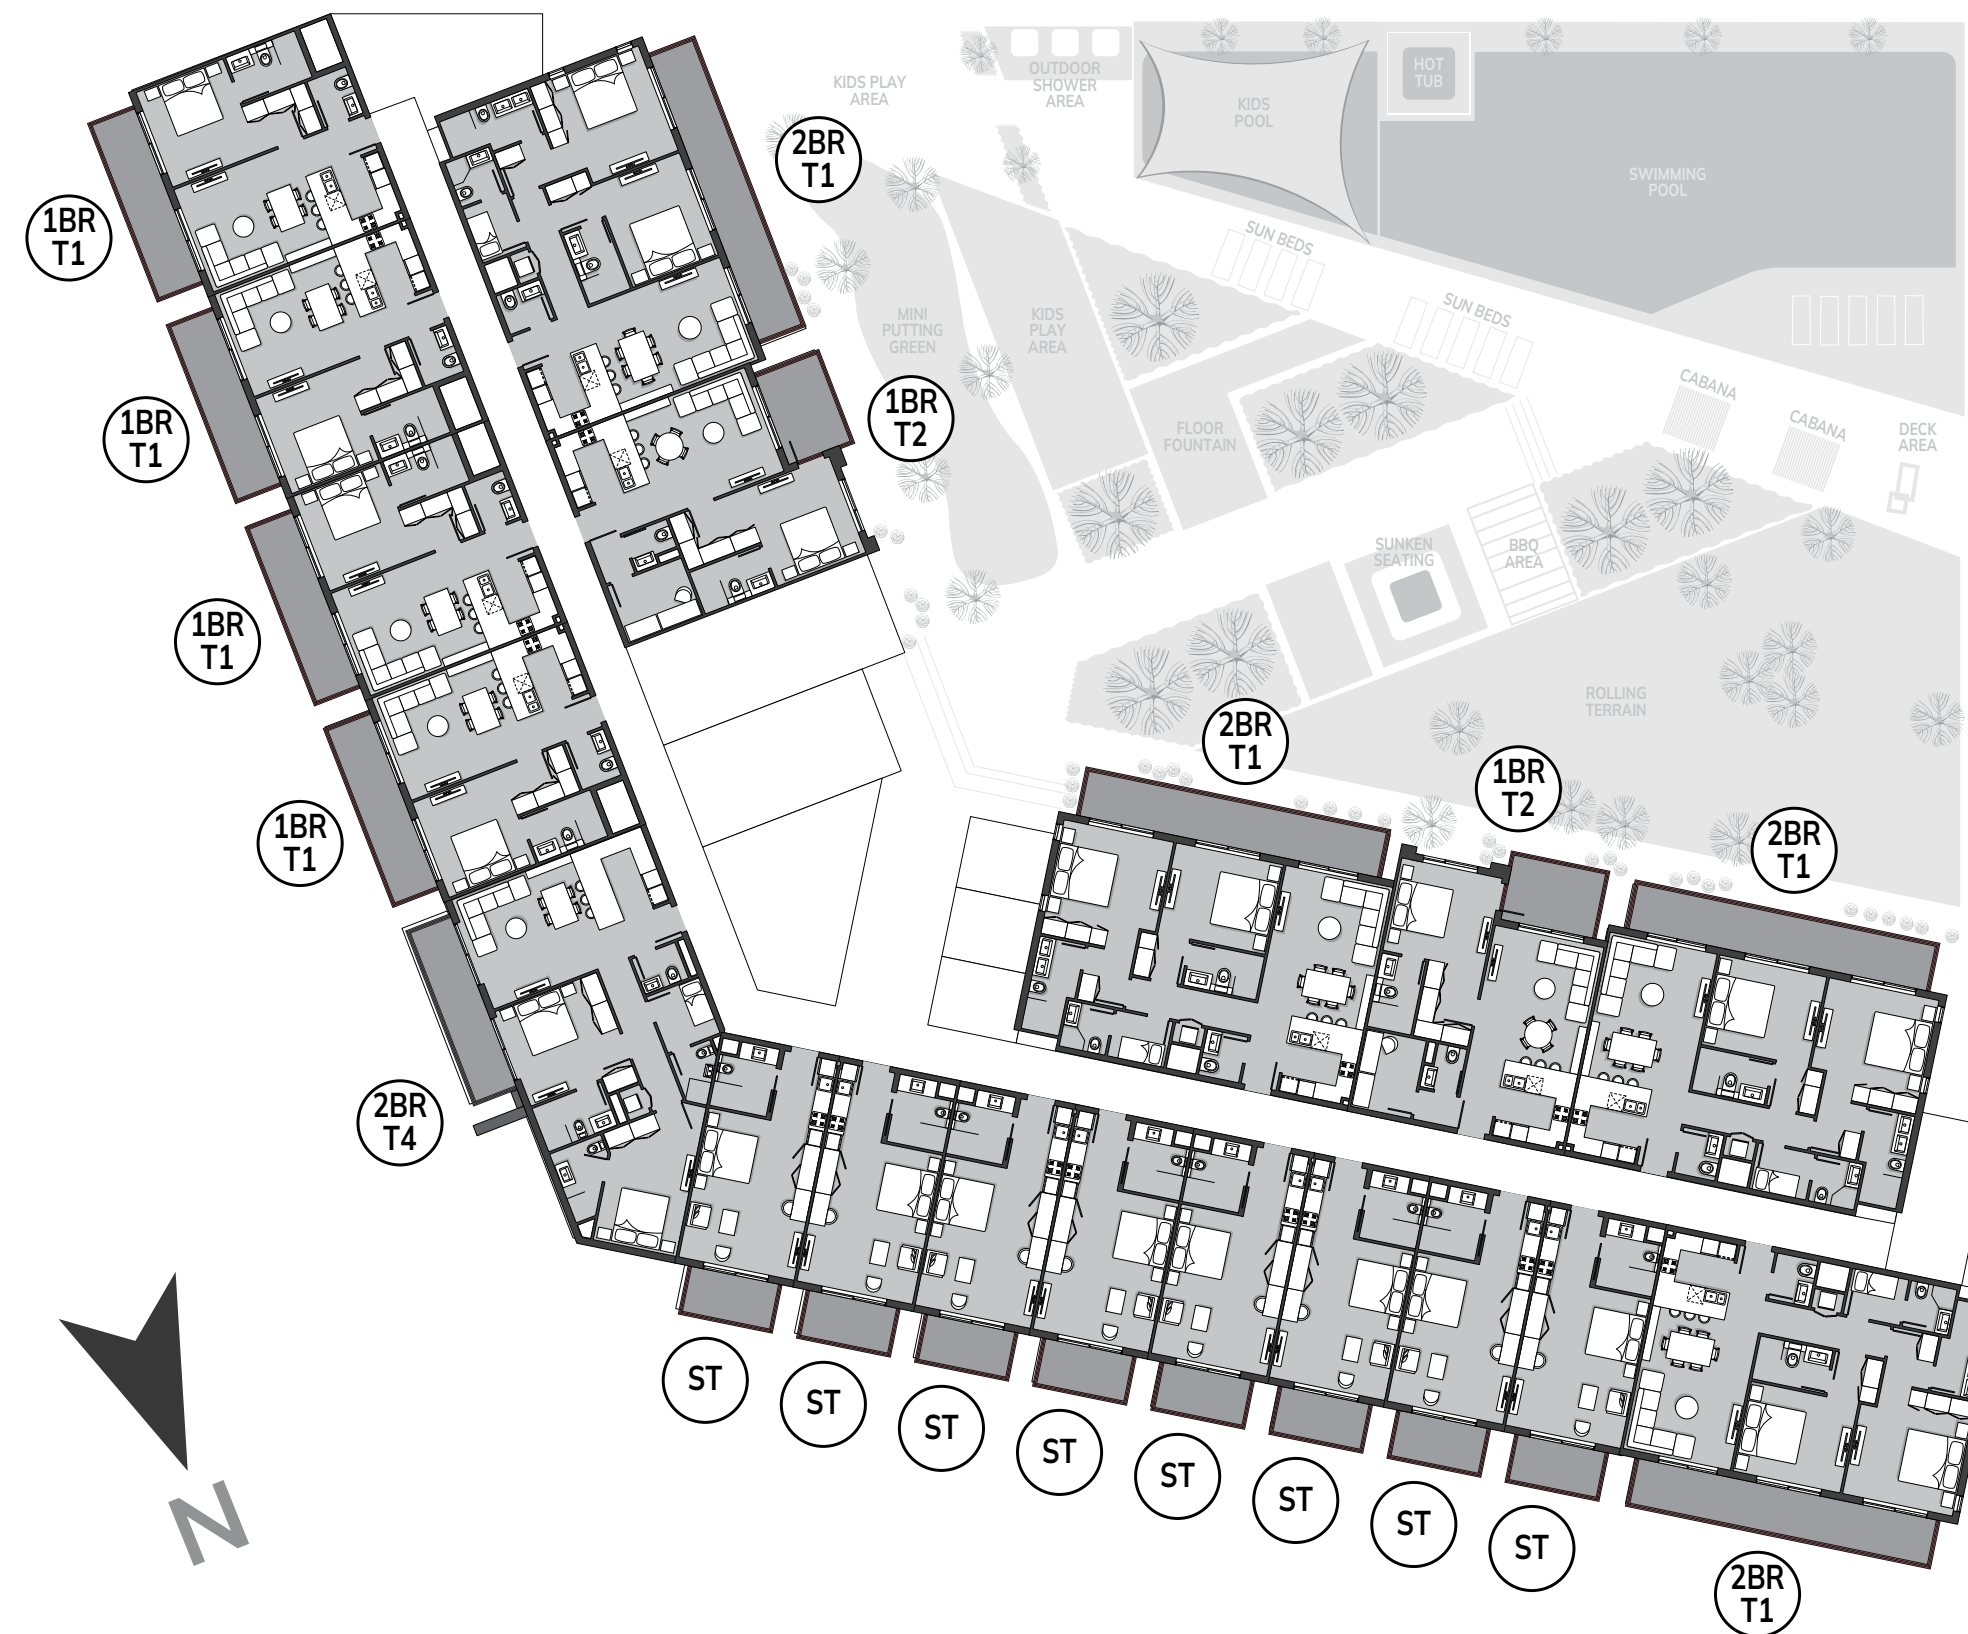 KIDS PLAY
AREA
OUTDOOR
SHOWER
AREA
HOT
TUB
KIDS
POOL
SWIMMING
POOL
2BR
T1
1BR
T1
SUN BEDS
SUN BEDS
MINI
PUTTING
GREEN
KIDS
PLAY
AREA
1BR
T2
1BR
T1
FLOOR
FOUNTAIN
CABANA
CABANA
DECK
AREA
SUNKEN
SEATING
BBQ
AREA
1BR
T1
ROLLING
TERRAIN
2BR
T1
1BR
T2
1BR
T1
2BR
T1
2BR
T4
ST
ST
ST
ST
ST
ST
ST
ST
2BR
T1
N